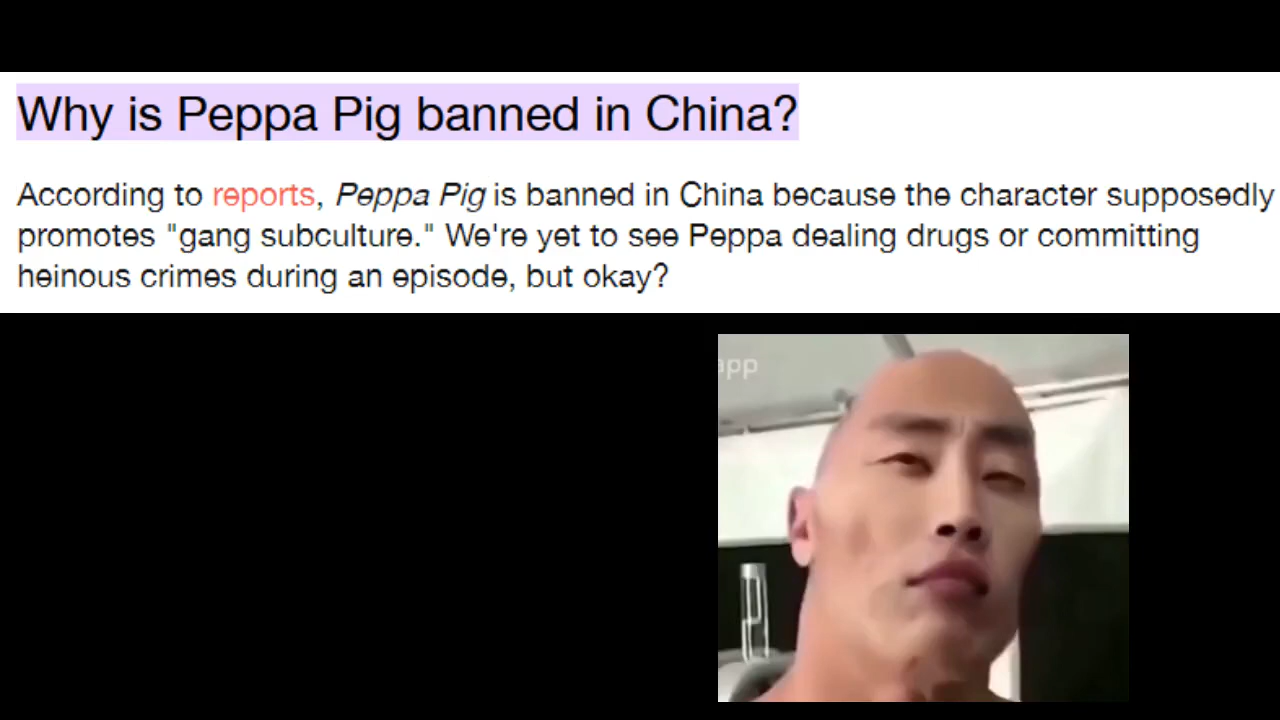 Why is Peppa Pig banned in China?
According to reports, Peppa Pig is banned in China because the character supposedly
promotes "gang subculture." We're yet to see Peppa dealing drugs or committing
heinous crimes during an episode, but okay?
app